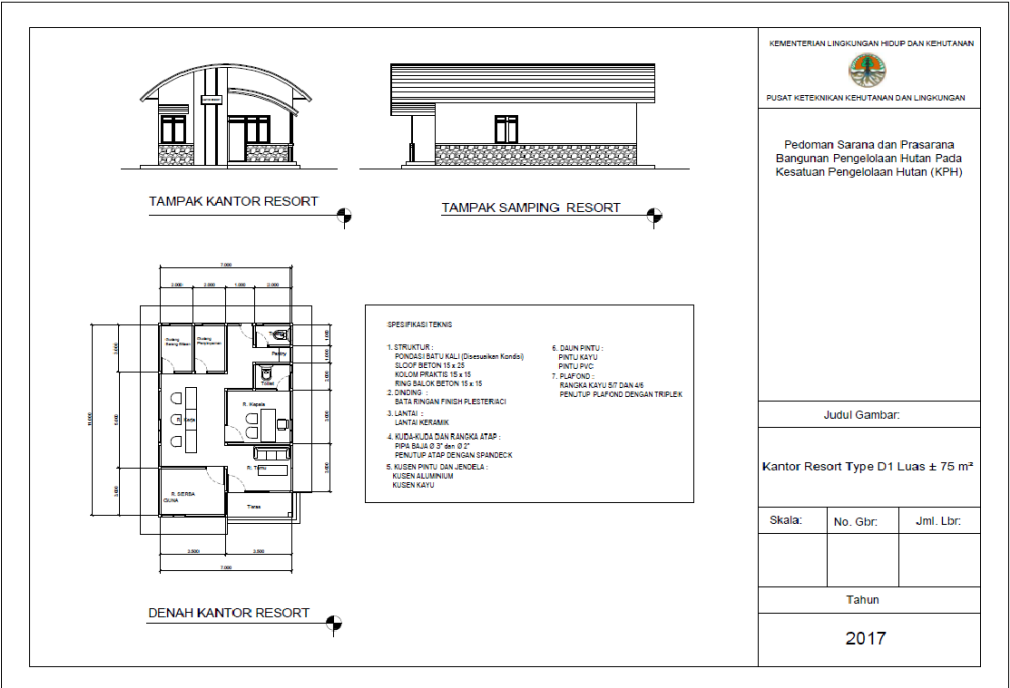 KEMENTERIAN LINGKUNGAN HIDUP DAN KEHUTANAN
PUSAT KETEKNIKAN KEHUTANAN DAN LINGKUNGAN
Pedoman Sarana dan Prasarana
Bangunan Pengelolaan Hutan Pada
Kesatuan Pengelolaan Hutan (KPH)
Judul Gambar:
Kantor Resort Type D1 Luas ± 75 m²
Skala:
No. Gbr:
Jml. Lbr:
Tahun
2017
TAMPAK KANTOR RESORT
TAMPAK SAMPING RESORT
7.000
2.000
2.000
1.000
2.000
Gudang
Gudang
Penyimpanan
Pantry
Toilet
R. Kepala
R. Kerja
R. Tamu
R. SERBA
GUNA
Teras
7.000
DENAH KANTOR RESORT
SPESIFIKASI TEKNIS
1. STRUKTUR :
PONDASI BATU KALI (Disesuaikan Kondisi)
SLOOF BETON 15 x 25
KOLOM PRAKTIS 15 x 15
RING BALOK BETON 15 x 15
2. DINDING :
BATA RINGAN FINISH PLESTER/ACI
3. LANTAI :
LANTAI KERAMIK
4. KUDA-KUDA DAN RANGKA ATAP :
PIPA BAJA Ø 3" dan Ø 2"
PENUTUP ATAP DENGAN SPANDECK
5. KUSEN PINTU DAN JENDELA :
KUSEN ALUMINIUM
KUSEN KAYU
6. DAUN PINTU :
PINTU KAYU
PINTU PVC
7. PLAFOND :
RANGKA KAYU 5/7 DAN 4/6
PENUTUP PLAFOND DENGAN TRIPLEK